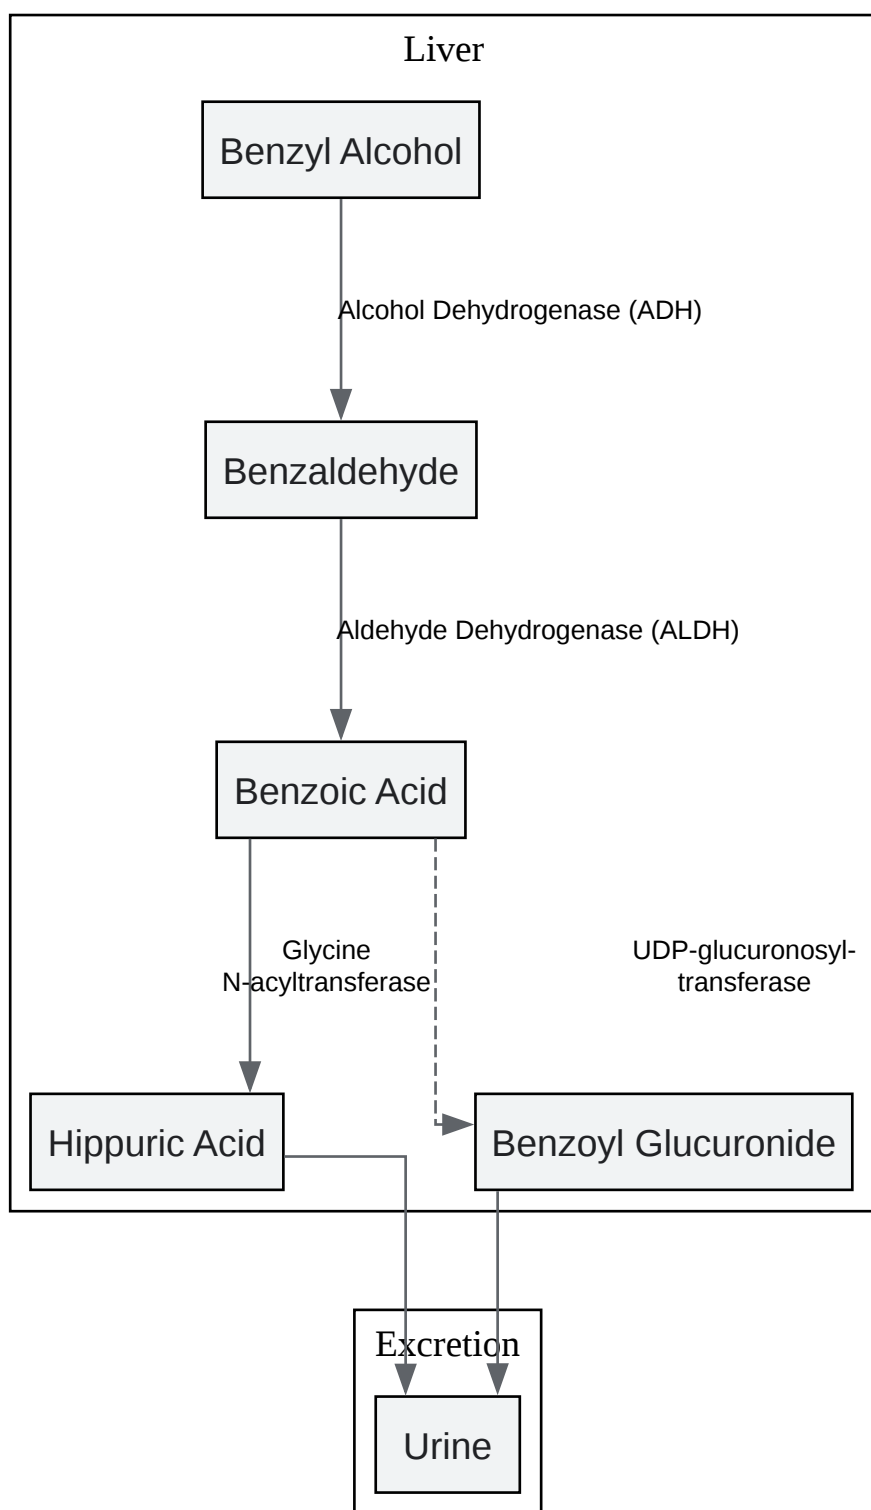 Liver
Benzyl Alcohol
Alcohol Dehydrogenase (ADH)
Benzaldehyde
Aldehyde Dehydrogenase (ALDH)
Benzoic Acid
Glycine
N-acyltransferase
UDP-glucuronosyl-
transferase
Hippuric Acid
Benzoyl Glucuronide
Excretion
Urine